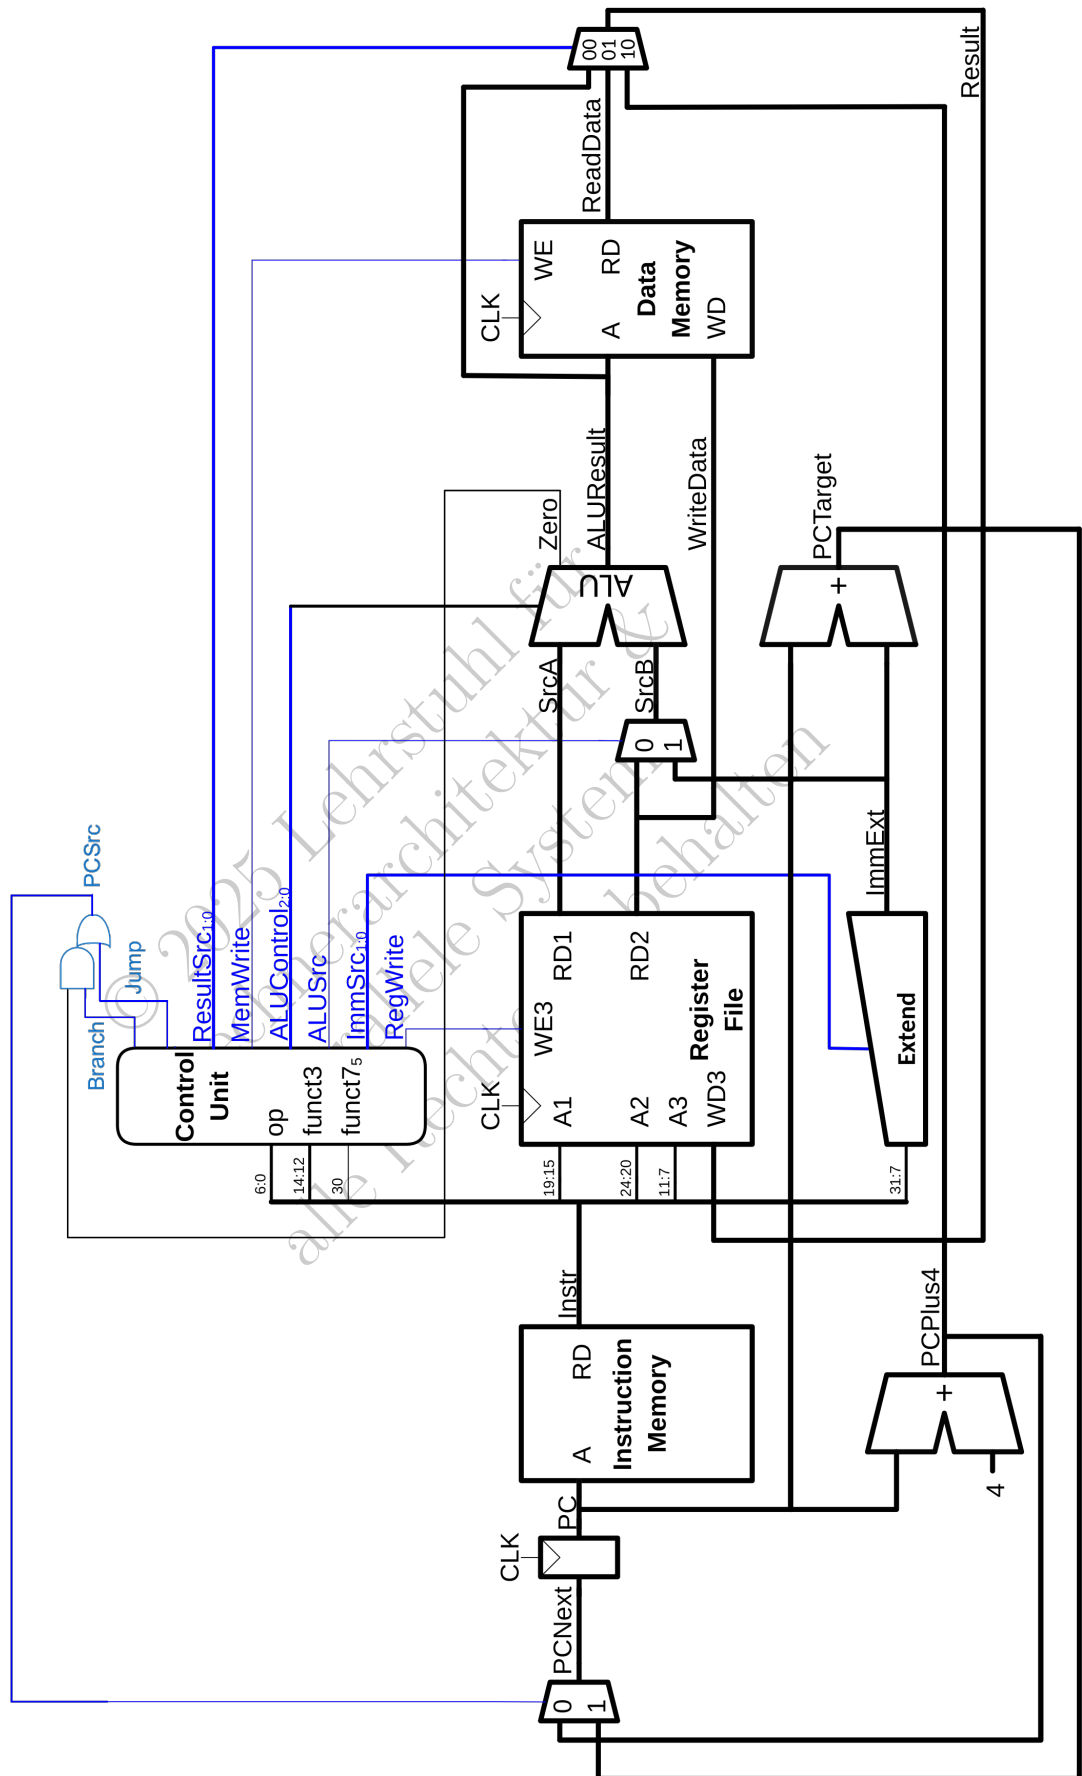 PCSrc
Branch
Jump
ResultSrc1:0
MemWrite
ALUControl2:0
ALUSrc
ImmSrc1:0
RegWrite
Control
Unit
op
funct3
funct75
6:0
14:12
30
PCNext
0
1
CLK
PC
A
RD
Instruction
Memory
Instr
19:15
24:20
11:7
31:7
CLK
WE3
A1
RD1
A2
RD2
A3
WD3
Register
File
Extend
ImmExt
0
1
SrcA
SrcB
ALU
Zero
ALUResult
WriteData
+
PCTarget
CLK
WE
A
RD
Data
Memory
WD
ReadData
00
01
10
Result
4
+
PCPlus4
© 2025 Lehrstuhl für
architektur &
System
alle Rechte behalten